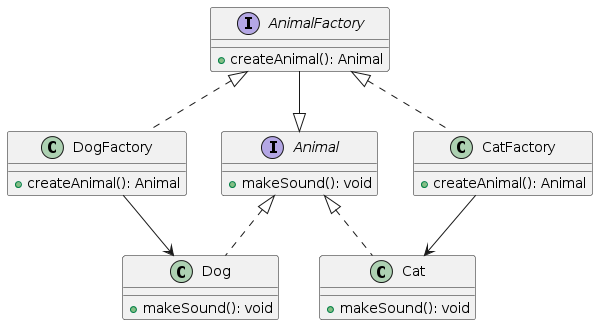 I AnimalFactory
createAnimal(): Animal
C DogFactory
createAnimal(): Animal
I Animal
makeSound(): void
C CatFactory
createAnimal(): Animal
C Dog
makeSound(): void
C Cat
makeSound(): void